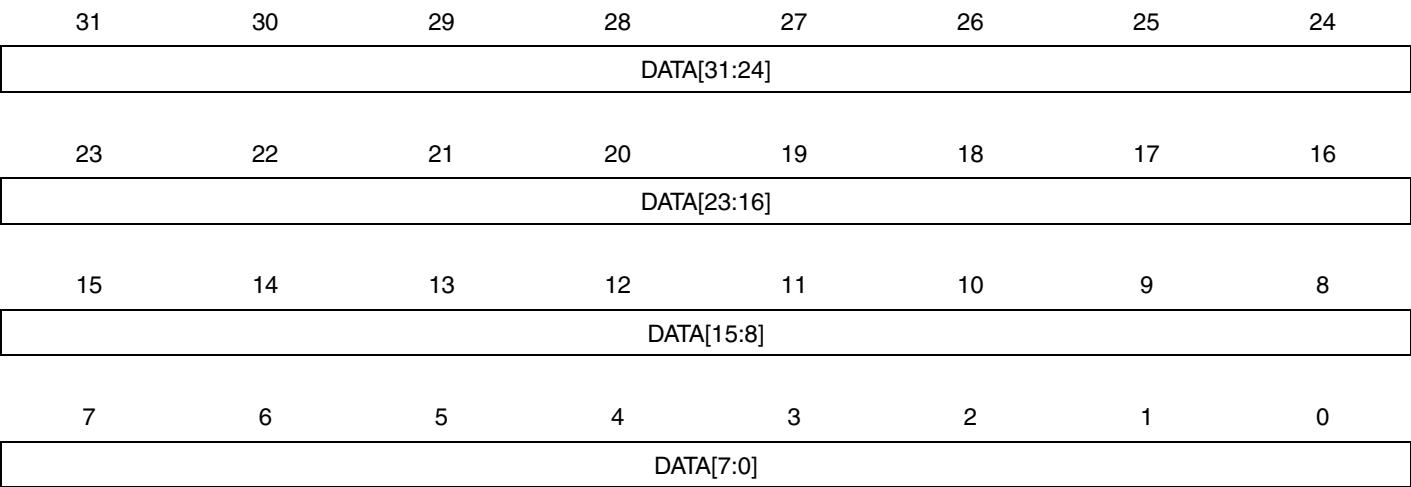 31 30 29 28 27 26 25 24
DATA[31:24]
23 22 21 20 19 18 17 16
DATA[23:16]
15 14 13 12 11 10 9 8
DATA[15:8]
7 6 5 4 3 2 1 0
DATA[7:0]